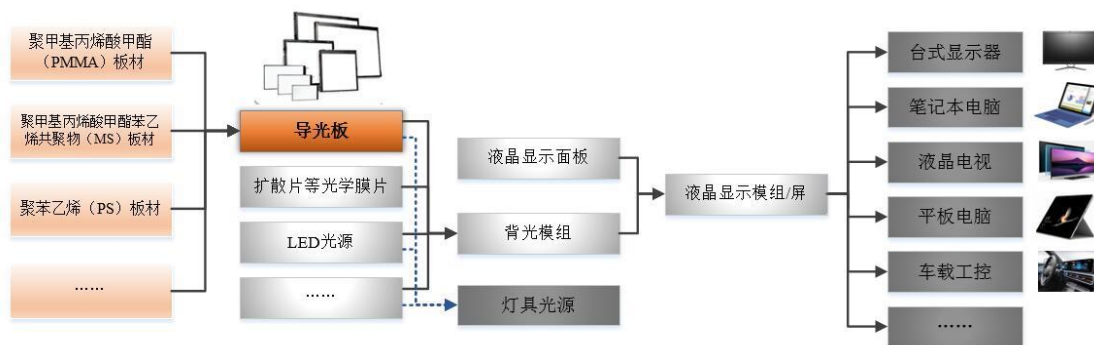 聚甲基丙烯酸甲酯
(PMMA)板材
聚甲基丙烯酸甲酯苯乙
烯共聚物(MS)板材
聚苯乙烯(PS)板材
……
导光板
扩散片等光学膜片
LED光源
……
液晶显示面板
背光模组
灯具光源
液晶显示模组/屏
台式显示器
笔记本电脑
液晶电视
平板电脑
车载工控
……